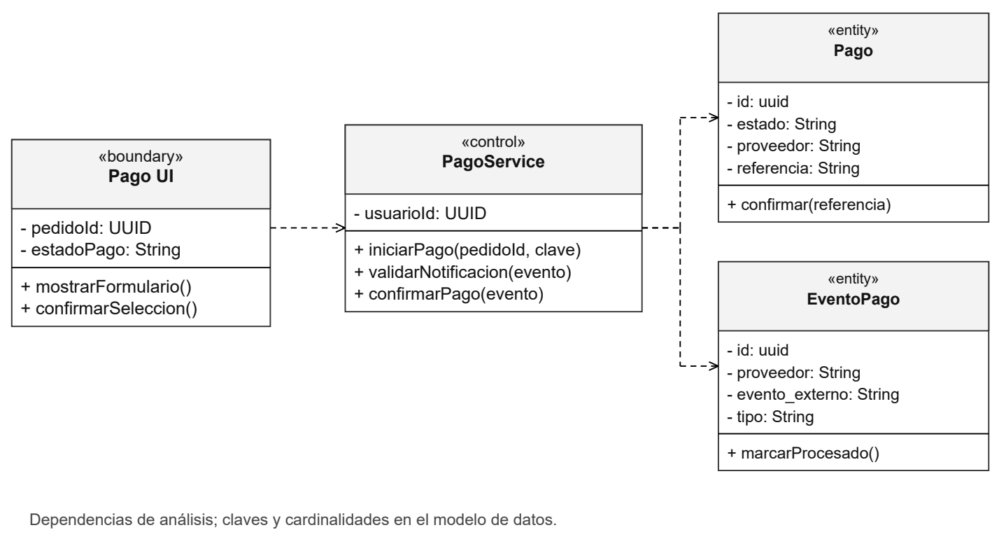 «boundary»
Pago UI
- pedidoId: UUID
- estadoPago: String
+ mostrarFormulario()
+ confirmarSeleccion()
«control»
PagoService
- usuarioId: UUID
+ iniciarPago(pedidoId, clave)
+ validarNotificacion(evento)
+ confirmarPago(evento)
«entity»
Pago
- id: uuid
- estado: String
- proveedor: String
- referencia: String
+ confirmar(referencia)
«entity»
EventoPago
- id: uuid
- proveedor: String
- evento_externo: String
- tipo: String
+ marcarProcesado()
Dependencias de análisis; claves y cardinalidades en el modelo de datos.